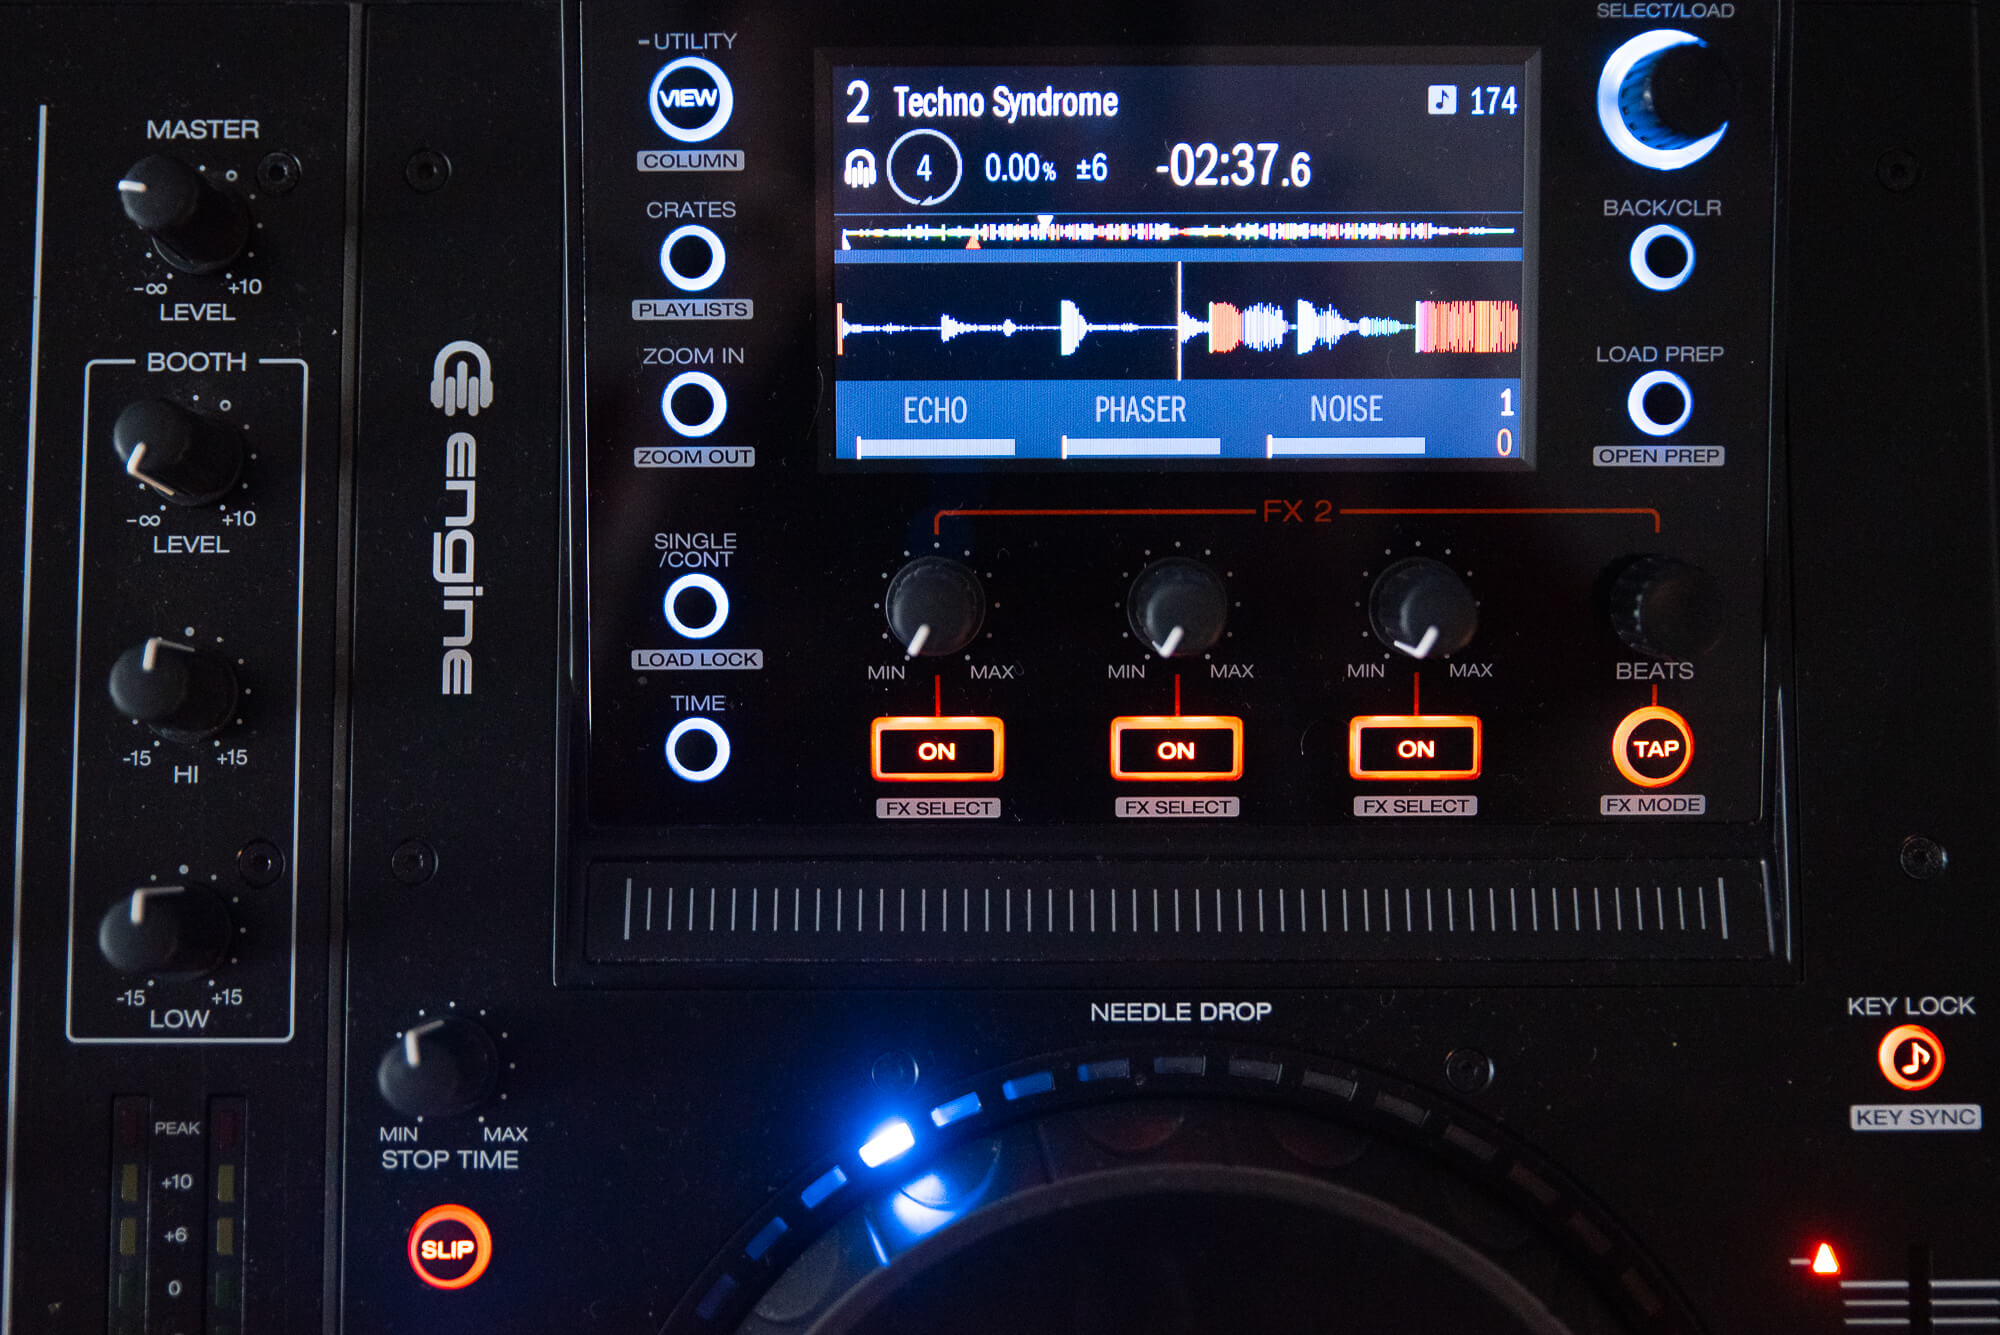 MASTER
-∞ +10
LEVEL
BOOTH
-∞ +10
LEVEL
-15 +15
HI
-15 +15
LOW
PEAK
+10
+6
0
engine
MIN MAX
STOP TIME
SLIP
-UTILITY
VIEW
COLUMN
CRATES
PLAYLISTS
ZOOM IN
ZOOM OUT
SINGLE
/CONT
LOAD LOCK
TIME
2 Techno Syndrome 174
4 0.00% ±6 -02:37.6
ECHO PHASER NOISE 1
0
SELECT/LOAD
BACK/CLR
LOAD PREP
OPEN PREP
FX 2
MIN MAX MIN MAX MIN MAX BEATS
ON ON ON TAP
FX SELECT FX SELECT FX SELECT FX MODE
NEEDLE DROP
KEY LOCK
KEY SYNC